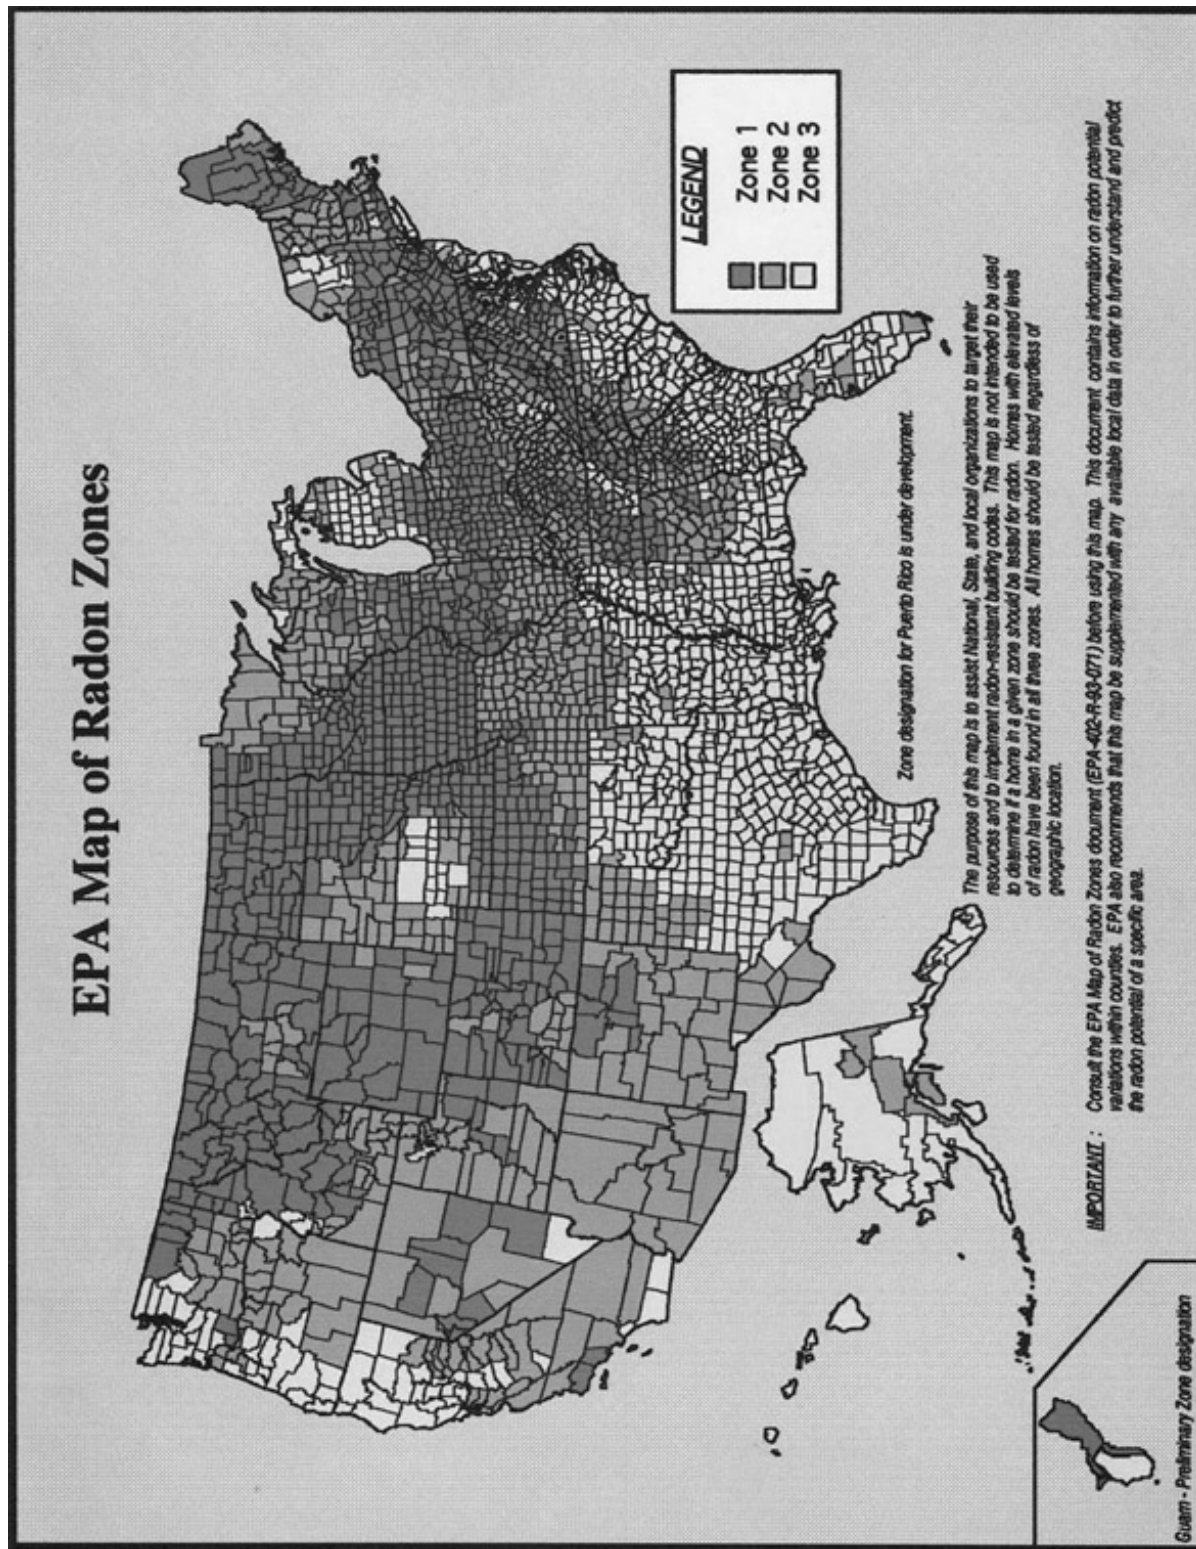 EPA Map of Radon Zones
LEGEND
Zone 1
Zone 2
Zone 3
Zone designation for Puerto Rico is under development.
The purpose of this map is to assist National, State, and local organizations to target their
resources and to implement radon-resistant building codes. This map is not intended to be used
to determine if a home in a given zone should be tested for radon. Homes with elevated levels
of radon have been found in all three zones. All homes should be tested regardless of
geographic location.
IMPORTANT : Consult the EPA Map of Radon Zones document (EPA-402-R-93-071) before using this map. This document contains information on radon potential
variations within counties. EPA also recommends that this map be supplemented with any available local data in order to further understand and predict
the radon potential of a specific area.
Guam - Preliminary Zone designation